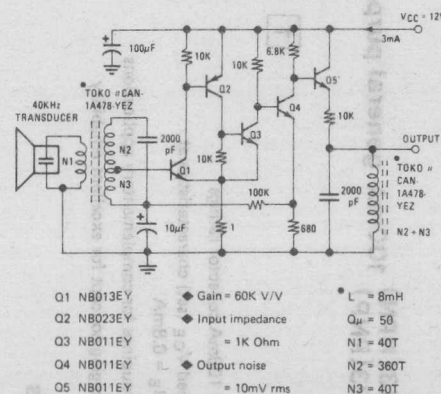 VCC = 12V
3mA
100μF
10K
6.8K
10K
Q5
Q2
Q4
40KHz
TRANSDUCER
*TOKO // CAN-
1A478-YEZ
N1
N2
N3
2000
pF
Q3
10K
OUTPUT
Q1
10K
100K
10μF
1
680
2000
pF
*TOKO //
CAN-
1A478-
YEZ
N2 + N3
Q1 NB013EY ◆ Gain = 60K V/V * L = 8mH
Q2 NB023EY ◆ Input impedance Qμ = 50
Q3 NB011EY = 1K Ohm N1 = 40T
Q4 NB011EY ◆ Output noise N2 = 360T
Q5 NB011EY = 10mV rms N3 = 40T